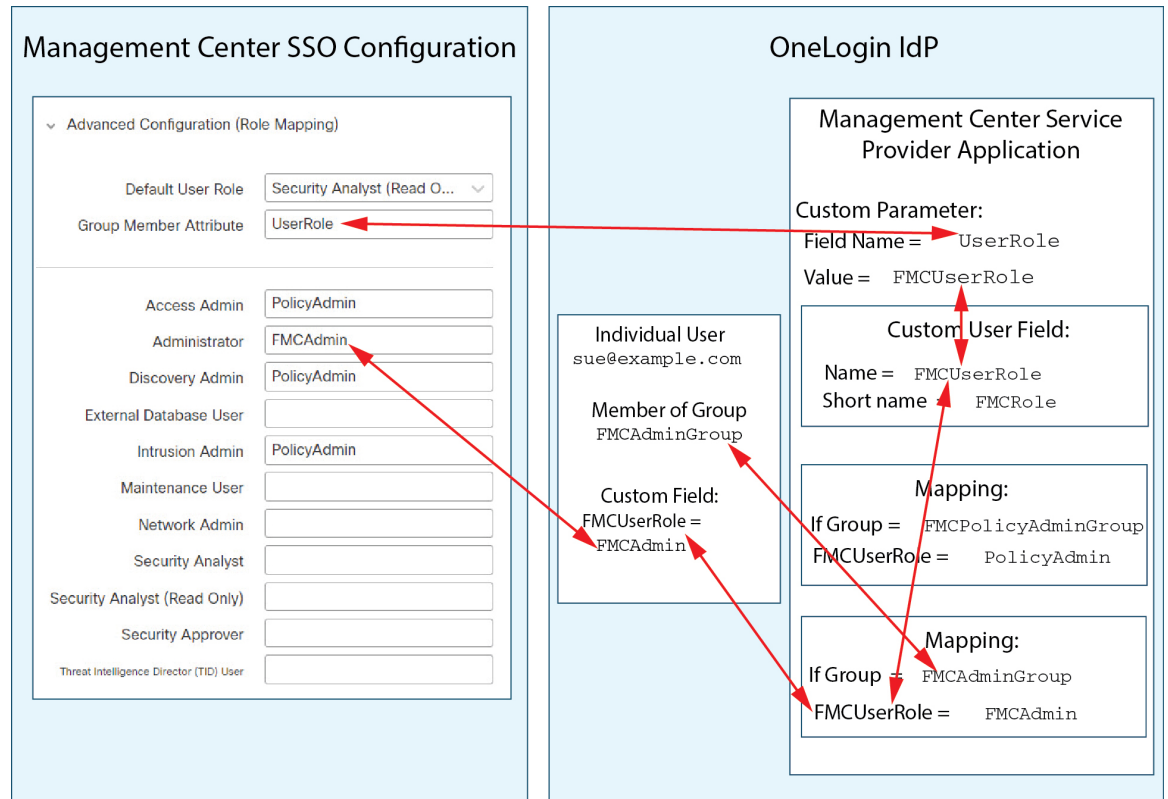 Management Center SSO Configuration
Advanced Configuration (Role Mapping)
Default User Role Security Analyst (Read O...
Group Member Attribute UserRole
Access Admin PolicyAdmin
Administrator FMCAdmin
Discovery Admin PolicyAdmin
External Database User
Intrusion Admin PolicyAdmin
Maintenance User
Network Admin
Security Analyst
Security Analyst (Read Only)
Security Approver
Threat Intelligence Director (TID) User
OneLogin IdP
Individual User
sue@example.com
Member of Group
FMCAdminGroup
Custom Field:
FMCUserRole =
FMCAdmin
Management Center Service
Provider Application
Custom Parameter:
Field Name = UserRole
Value = FMCUserRole
Custom User Field:
Name = FMCUserRole
Short name = FMCRole
Mapping:
If Group = FMCPolicyAdminGroup
FMCUserRole = PolicyAdmin
Mapping:
If Group = FMCAdminGroup
FMCUserRole = FMCAdmin